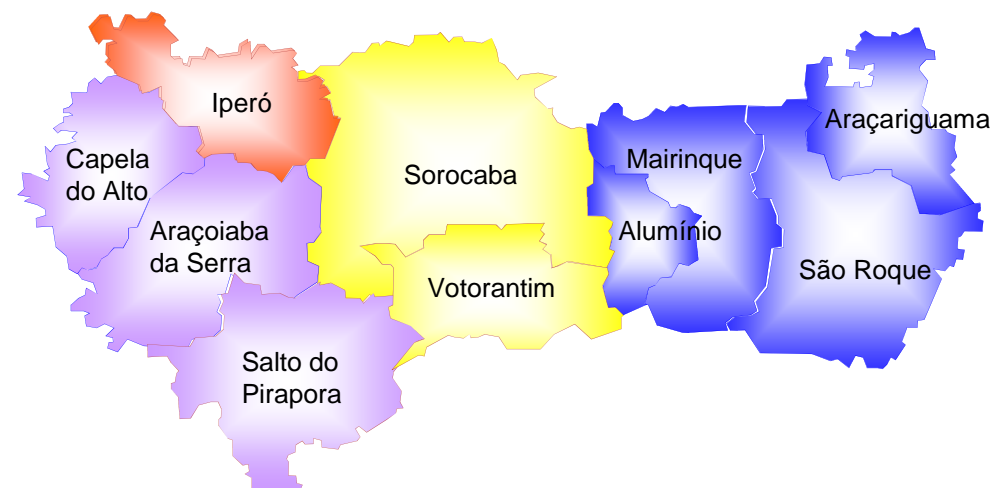 Iperó
Capela
do Alto
Araçoiaba
da Serra
Salto do
Pirapora
Sorocaba
Votorantim
Mairinque
Alumínio
São Roque
Araçariguama